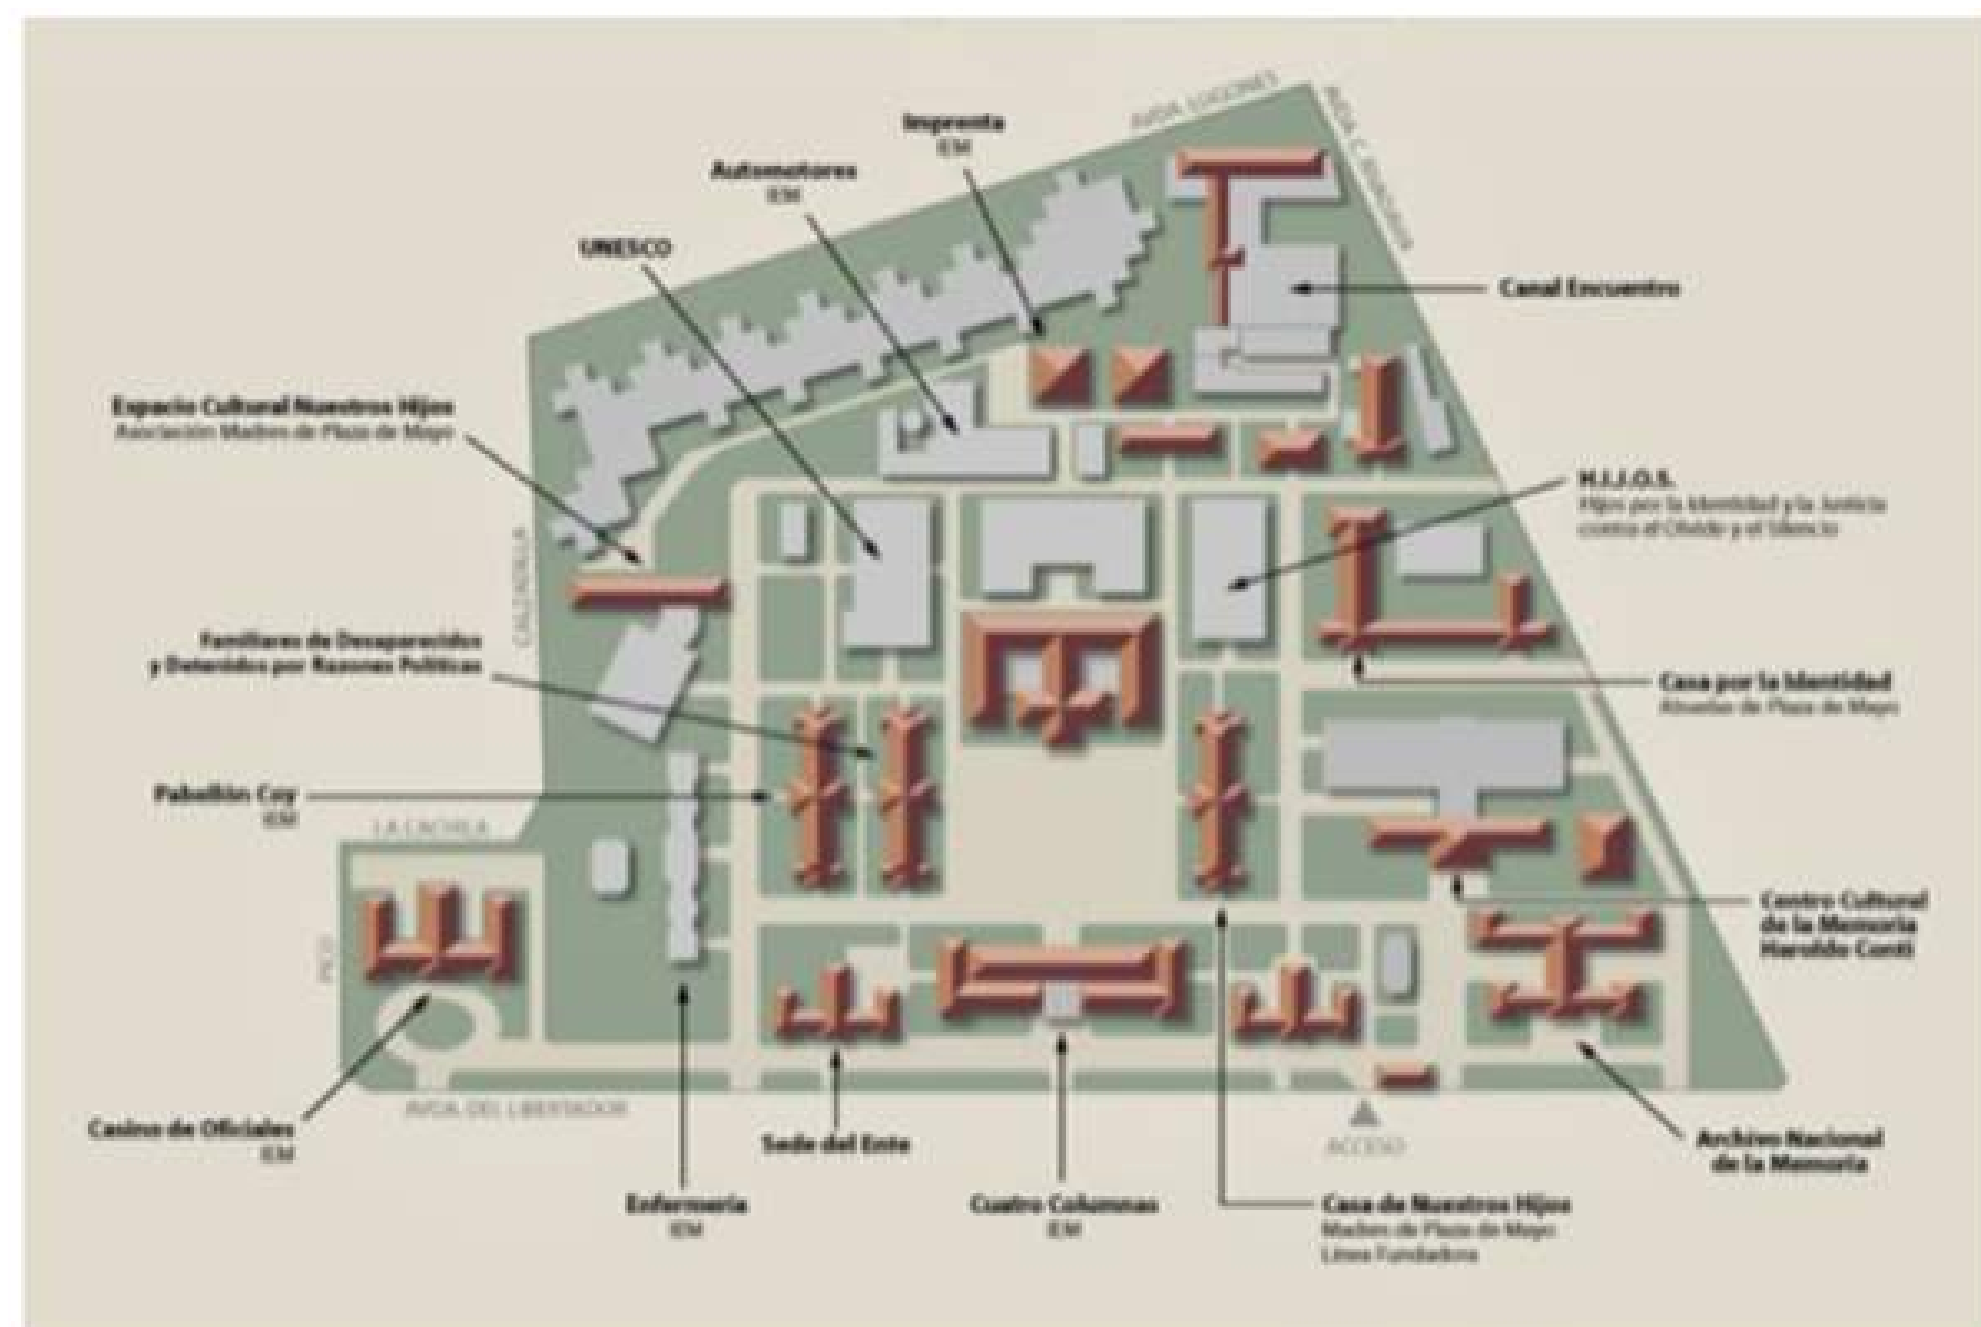 AVDA. LUGONES
Imprenta
IEM
Automotores
IEM
UNESCO
Canal Encuentro
Espacio Cultural Nuestros Hijos
Asociación Madres de Plaza de Mayo
H.I.J.O.S.
Hijos por la Identidad y la Justicia
contra el Olvido y el Silencio
CALZADILLA
Familiares de Desaparecidos
y Detenidos por Razones Políticas
Casa por la Identidad
Abuelas de Plaza de Mayo
Pabellón Coy
IEM
LA CACHILA
Centro Cultural
de la Memoria
Haroldo Conti
PICO
AVDA. DEL LIBERTADOR
Casino de Oficiales
IEM
Sede del Ente
ACCESO
Archivo Nacional
de la Memoria
Enfermería
IEM
Cuatro Columnas
IEM
Casa de Nuestros Hijos
Madres de Plaza de Mayo
Línea Fundadora